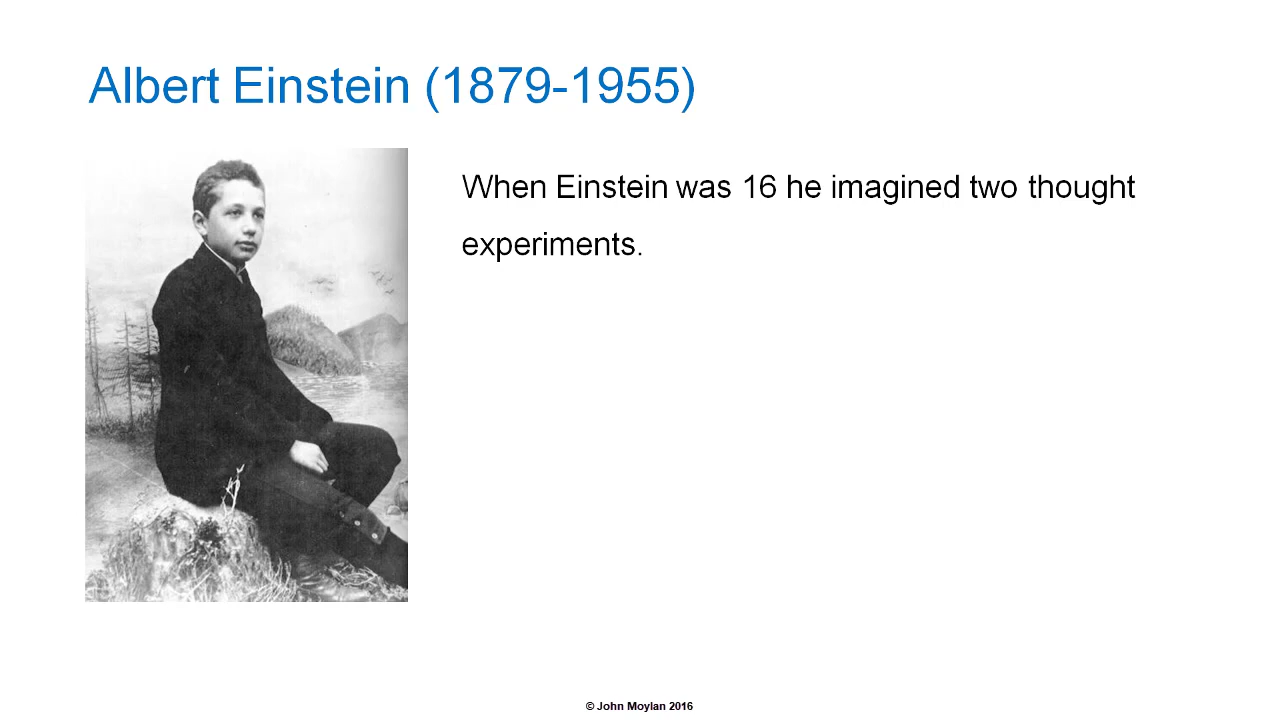 Albert Einstein (1879-1955)
When Einstein was 16 he imagined two thought
experiments.
© John Moylan 2016